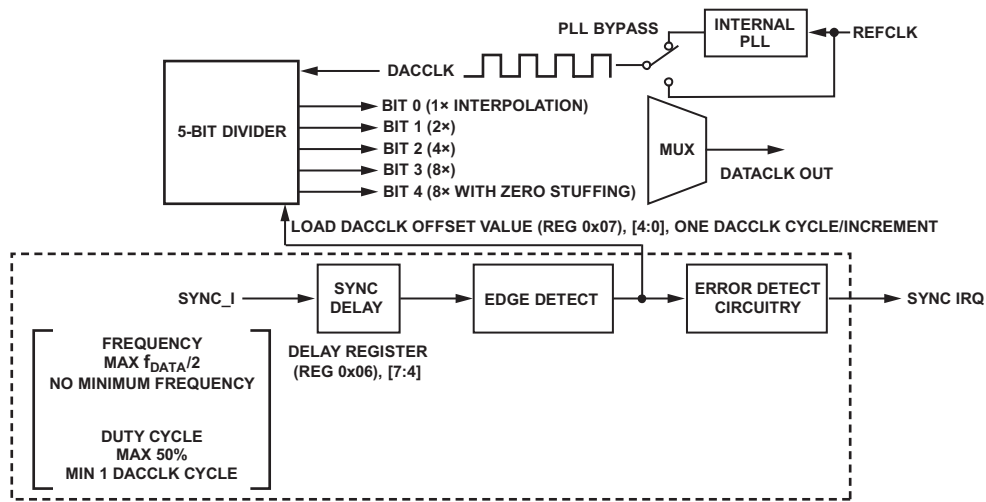 PLL BYPASS
INTERNAL
PLL
REFCLK
DACCLK
5-BIT DIVIDER
BIT 0 (1× INTERPOLATION)
BIT 1 (2×)
BIT 2 (4×)
BIT 3 (8×)
BIT 4 (8× WITH ZERO STUFFING)
MUX
DATACLK OUT
LOAD DACCLK OFFSET VALUE (REG 0x07), [4:0], ONE DACCLK CYCLE/INCREMENT
SYNC_I
SYNC
DELAY
EDGE DETECT
ERROR DETECT
CIRCUITRY
SYNC IRQ
DELAY REGISTER
(REG 0x06), [7:4]
FREQUENCY
MAX fDATA/2
NO MINIMUM FREQUENCY
DUTY CYCLE
MAX 50%
MIN 1 DACCLK CYCLE